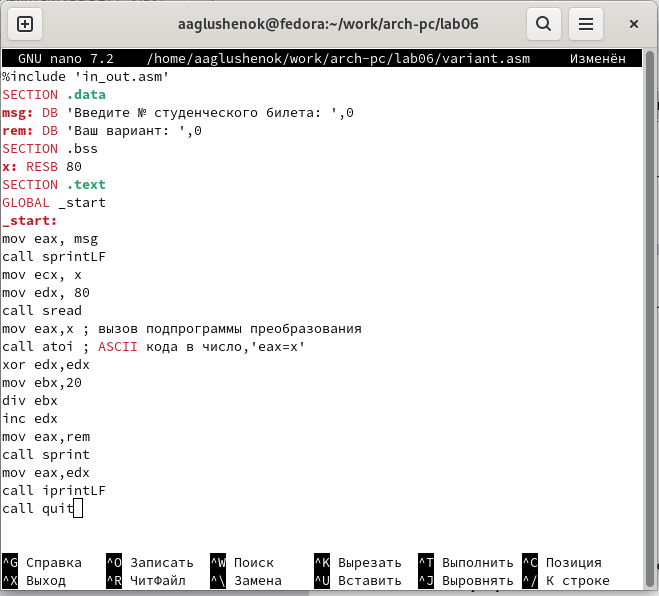 aaglushenok@fedora:~/work/arch-pc/lab06
GNU nano 7.2 /home/aaglushenok/work/arch-pc/lab06/variant.asm Изменён
%include 'in_out.asm'
SECTION .data
msg: DB 'Введите № студенческого билета: ',0
rem: DB 'Ваш вариант: ',0
SECTION .bss
x: RESB 80
SECTION .text
GLOBAL _start
_start:
mov eax, msg
call sprintLF
mov ecx, x
mov edx, 80
call sread
mov eax,x ; вызов подпрограммы преобразования
call atoi ; ASCII кода в число,'eax=x'
xor edx,edx
mov ebx,20
div ebx
inc edx
mov eax,rem
call sprint
mov eax,edx
call iprintLF
call quit
^G Справка ^O Записать ^W Поиск ^K Вырезать ^T Выполнить ^C Позиция
^X Выход ^R ЧитФайл ^\ Замена ^U Вставить ^J Выровнять ^/ К строке